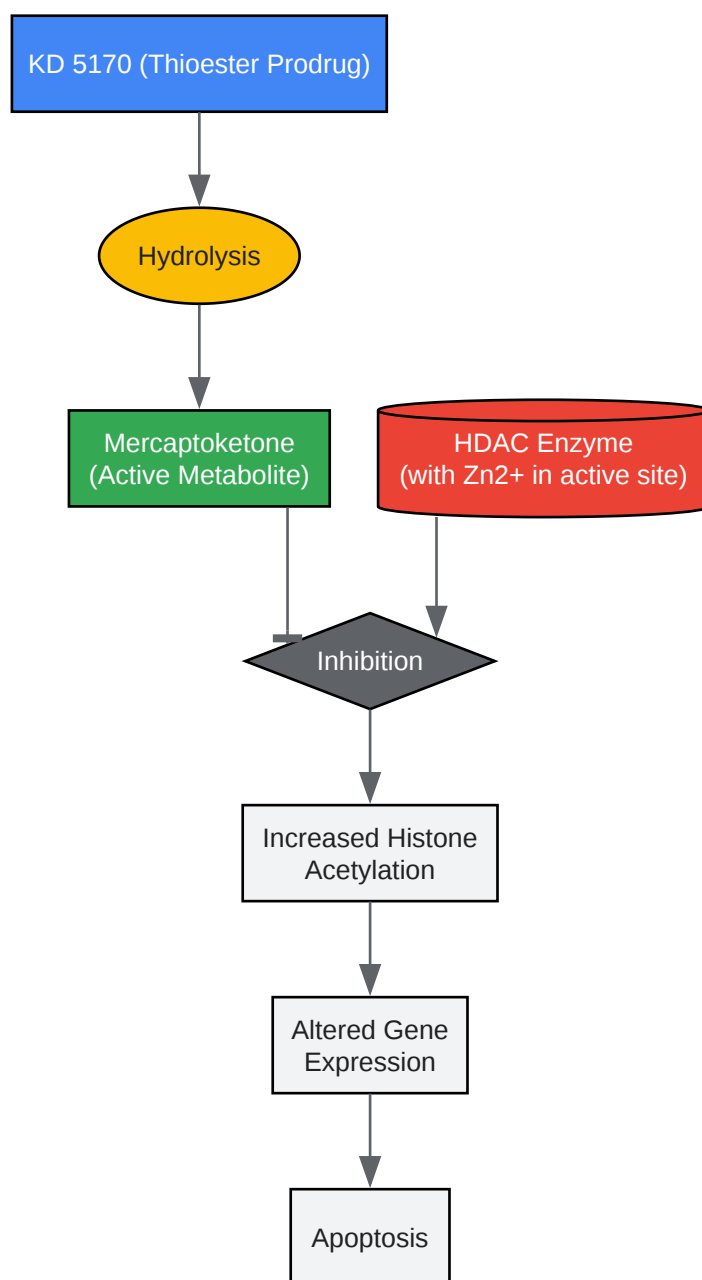 KD 5170 (Thioester Prodrug)
Hydrolysis
Mercaptoketone
(Active Metabolite)
HDAC Enzyme
(with Zn2+ in active site)
Inhibition
Increased Histone
Acetylation
Altered Gene
Expression
Apoptosis